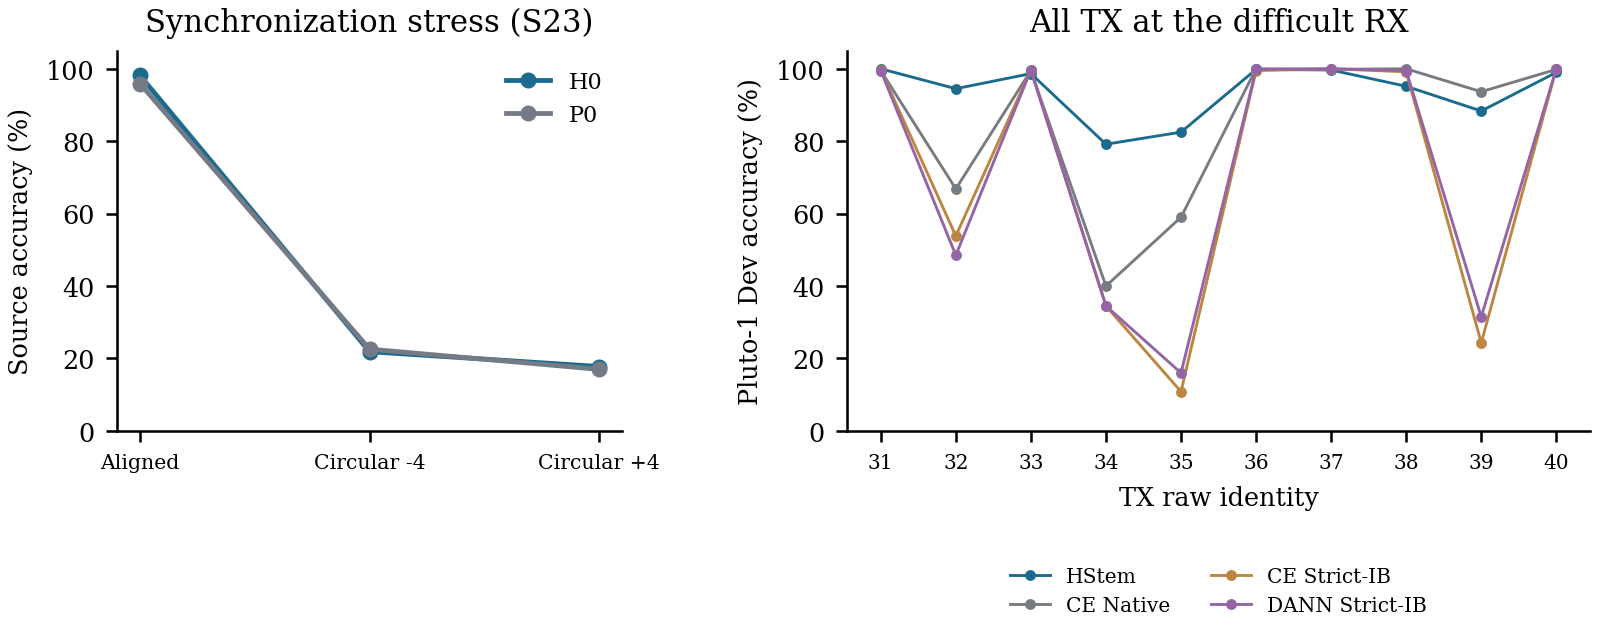 Synchronization stress (S23)
Source accuracy (%)
100
80
60
40
20
0
Aligned
Circular -4
Circular +4
H0
P0
All TX at the difficult RX
Pluto-1 Dev accuracy (%)
100
80
60
40
20
0
31 32 33 34 35 36 37 38 39 40
TX raw identity
HStem
CE Native
CE Strict-IB
DANN Strict-IB